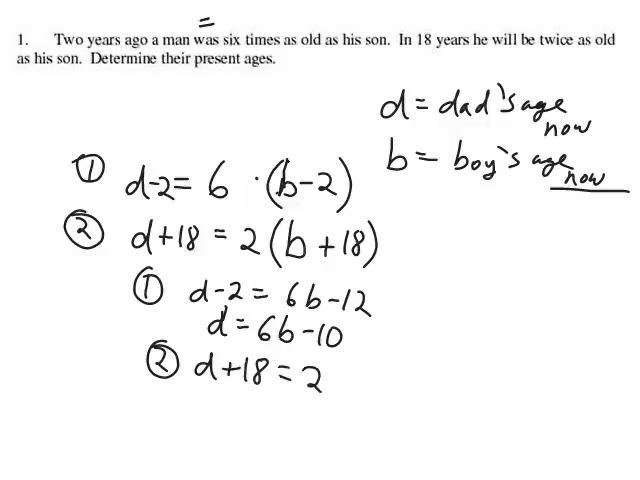 1. Two years ago a man was six times as old as his son. In 18 years he will be twice as old
as his son. Determine their present ages.
d = dad's age
now
b = boy's age
now
① d-2 = 6 · (b-2)
② d+18 = 2(b+18)
① d-2 = 6b-12
d = 6b-10
② d+18 = 2